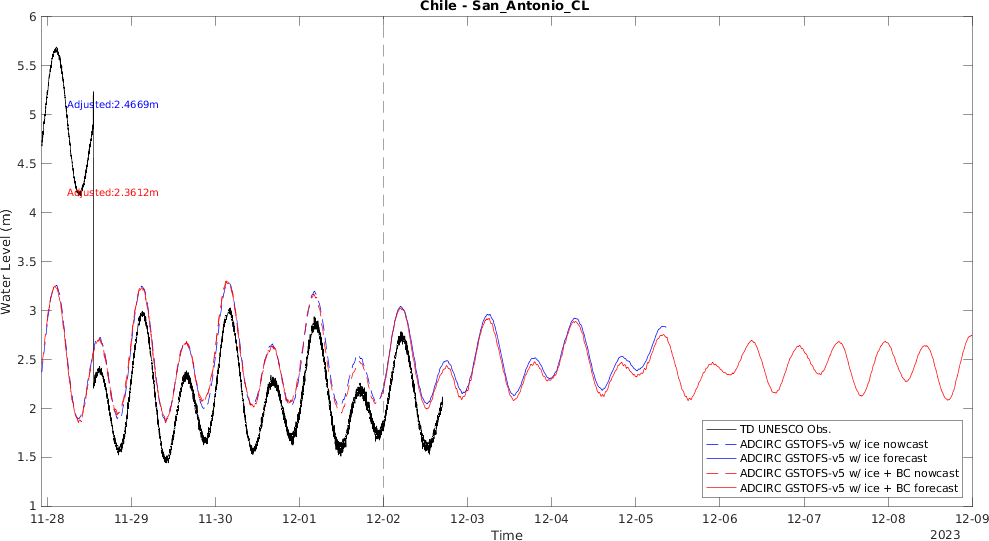 Chile - San_Antonio_CL
6
5.5
5
4.5
4
3.5
3
2.5
2
1.5
1
Water Level (m)
Adjusted:2.4669m
Adjusted:2.3612m
TD UNESCO Obs.
ADCIRC GSTOFS-v5 w/ ice nowcast
ADCIRC GSTOFS-v5 w/ ice forecast
ADCIRC GSTOFS-v5 w/ ice + BC nowcast
ADCIRC GSTOFS-v5 w/ ice + BC forecast
11-28 11-29 11-30 12-01 12-02 12-03 12-04 12-05 12-06 12-07 12-08 12-09
Time
2023